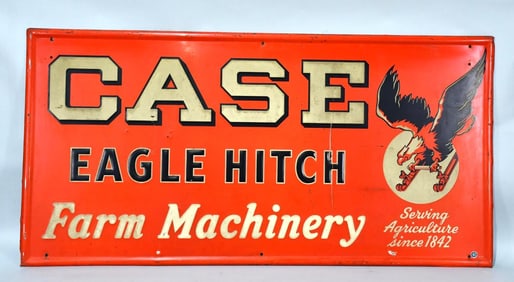 CASE
EAGLE HITCH
Farm Machinery
Serving
Agriculture
since 1842